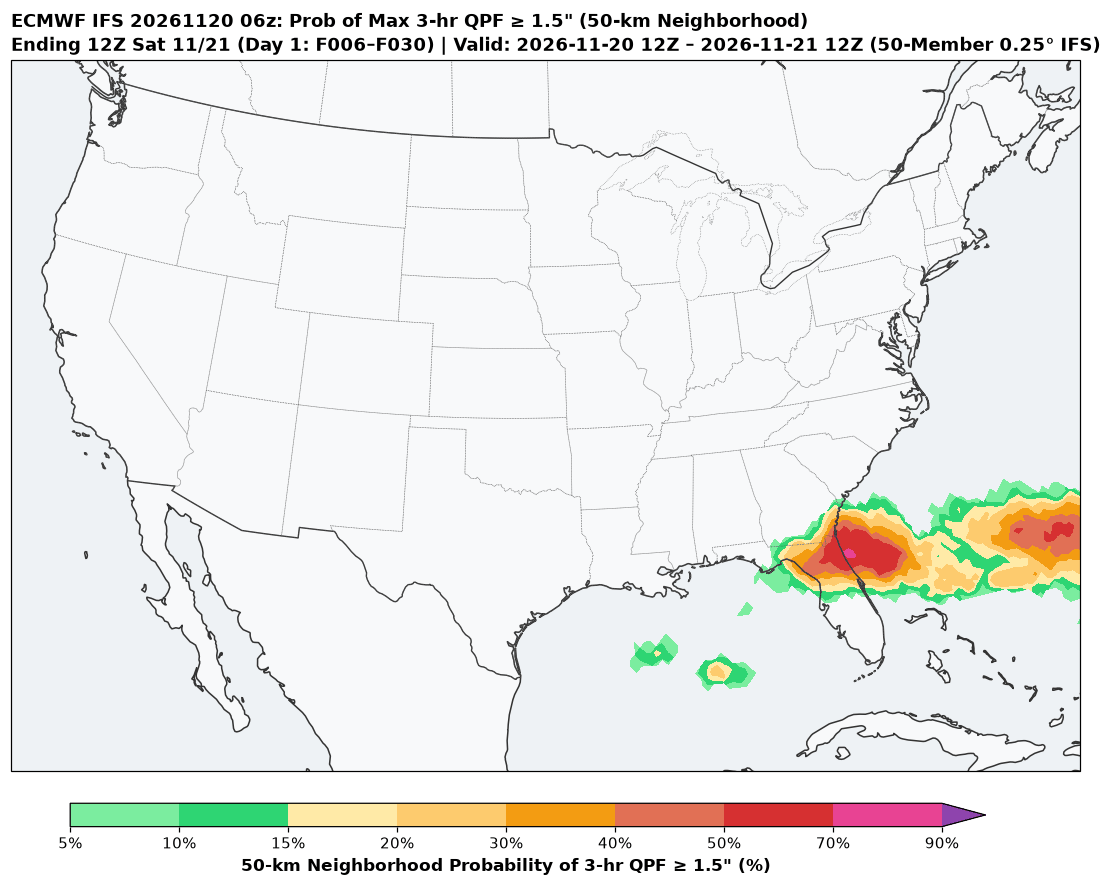 ECMWF IFS 20261120 06z: Prob of Max 3-hr QPF ≥ 1.5" (50-km Neighborhood)
Ending 12Z Sat 11/21 (Day 1: F006–F030) | Valid: 2026-11-20 12Z – 2026-11-21 12Z (50-Member 0.25° IFS)
5% 10% 15% 20% 30% 40% 50% 70% 90%
50-km Neighborhood Probability of 3-hr QPF ≥ 1.5" (%)